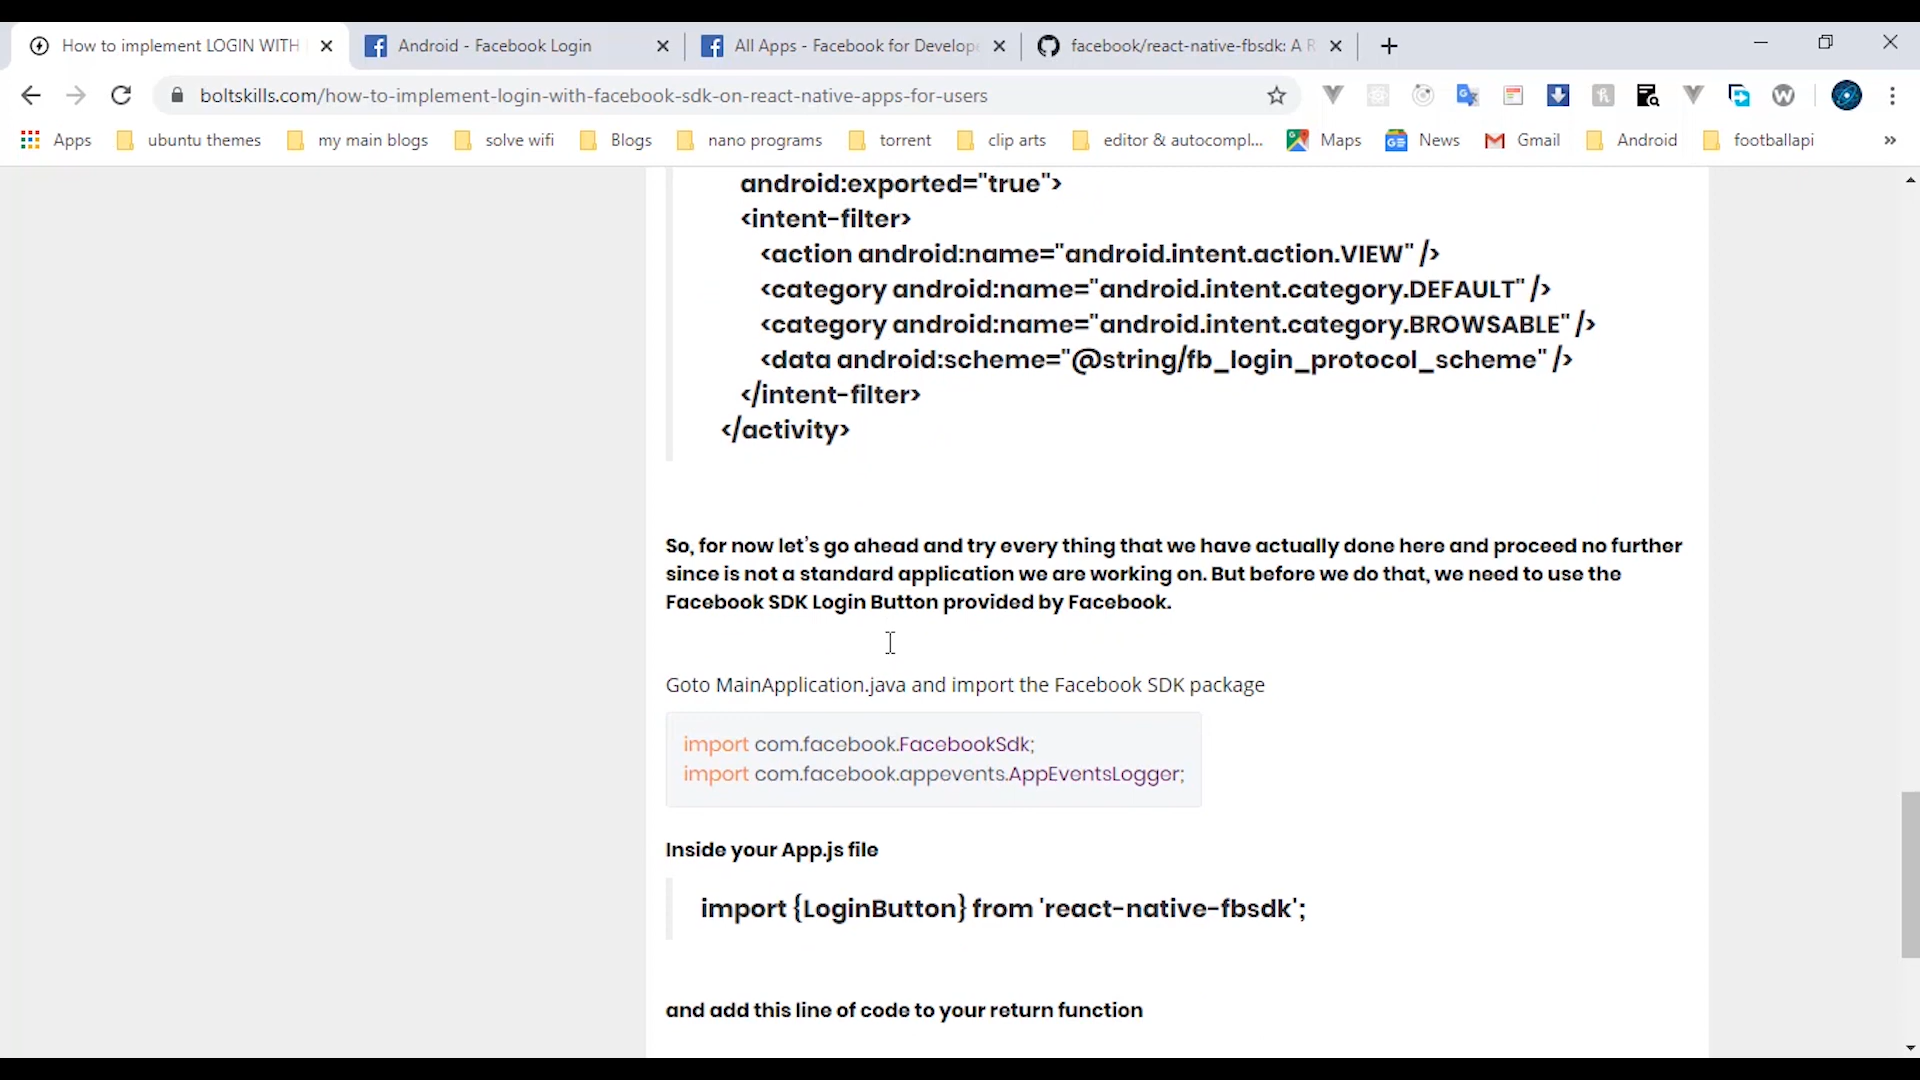 How to implement LOGIN WITH
Android - Facebook Login
All Apps - Facebook for Develope
facebook/react-native-fbsdk: A R
boltskills.com/how-to-implement-login-with-facebook-sdk-on-react-native-apps-for-users
Apps
ubuntu themes
my main blogs
solve wifi
Blogs
nano programs
torrent
clip arts
editor & autocompl...
Maps
News
Gmail
Android
footballapi
»
android:exported="true">
<intent-filter>
<action android:name="android.intent.action.VIEW" />
<category android:name="android.intent.category.DEFAULT" />
<category android:name="android.intent.category.BROWSABLE" />
<data android:scheme="@string/fb_login_protocol_scheme" />
</intent-filter>
</activity>
So, for now let's go ahead and try every thing that we have actually done here and proceed no further
since is not a standard application we are working on. But before we do that, we need to use the
Facebook SDK Login Button provided by Facebook.
Goto MainApplication.java and import the Facebook SDK package
import com.facebook.FacebookSdk;
import com.facebook.appevents.AppEventsLogger;
Inside your App.js file
import {LoginButton} from 'react-native-fbsdk';
and add this line of code to your return function